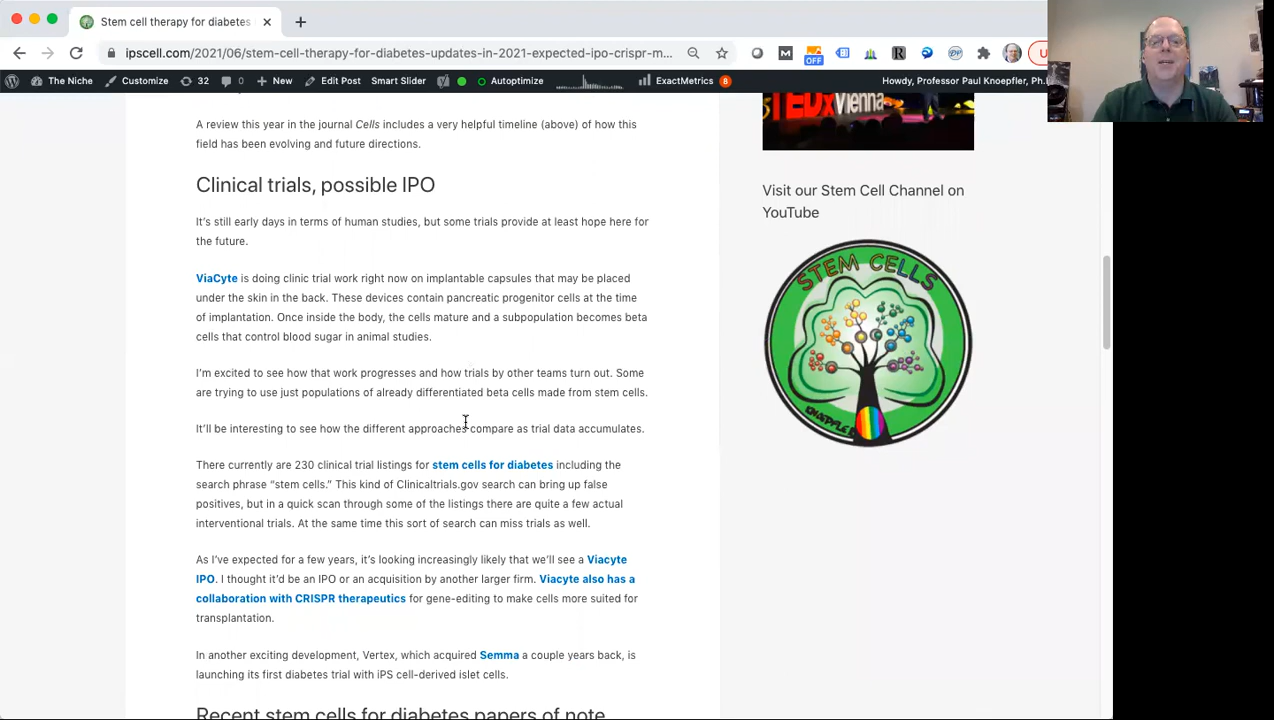 Stem cell therapy for diabetes
ipscell.com/2021/06/stem-cell-therapy-for-diabetes-updates-in-2021-expected-ipo-crispr-m...
OFF
The Niche
Customize
32
0
New
Edit Post
Smart Slider
Autoptimize
ExactMetrics
8
Howdy, Professor Paul Knoepfler, Ph.
A review this year in the journal Cells includes a very helpful timeline (above) of how this
field has been evolving and future directions.
Clinical trials, possible IPO
It's still early days in terms of human studies, but some trials provide at least hope here for
the future.
ViaCyte is doing clinic trial work right now on implantable capsules that may be placed
under the skin in the back. These devices contain pancreatic progenitor cells at the time
of implantation. Once inside the body, the cells mature and a subpopulation becomes beta
cells that control blood sugar in animal studies.
I'm excited to see how that work progresses and how trials by other teams turn out. Some
are trying to use just populations of already differentiated beta cells made from stem cells.
It'll be interesting to see how the different approaches compare as trial data accumulates.
There currently are 230 clinical trial listings for stem cells for diabetes including the
search phrase "stem cells." This kind of Clinicaltrials.gov search can bring up false
positives, but in a quick scan through some of the listings there are quite a few actual
interventional trials. At the same time this sort of search can miss trials as well.
As I've expected for a few years, it's looking increasingly likely that we'll see a Viacyte
IPO. I thought it'd be an IPO or an acquisition by another larger firm. Viacyte also has a
collaboration with CRISPR therapeutics for gene-editing to make cells more suited for
transplantation.
In another exciting development, Vertex, which acquired Semma a couple years back, is
launching its first diabetes trial with iPS cell-derived islet cells.
Recent stem cells for diabetes papers of note
TEDxVienna
Visit our Stem Cell Channel on
YouTube
STEM CELLS